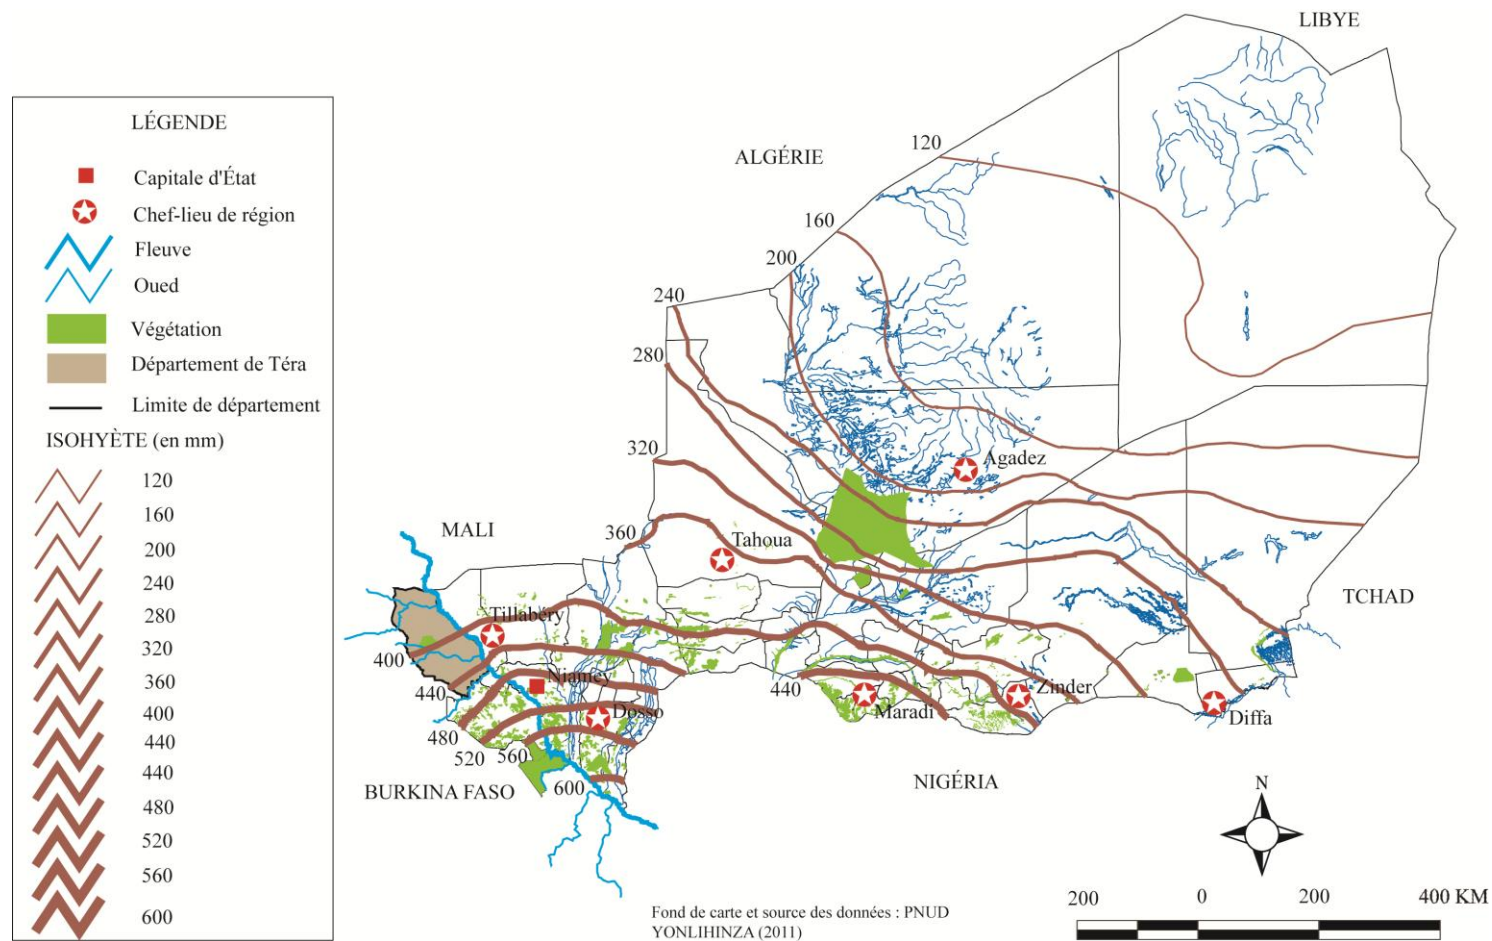 LÉGENDE
Capitale d'État
Chef-lieu de région
Fleuve
Oued
Végétation
Département de Téra
Limite de département
ISOHYÈTE (en mm)
120
160
200
240
280
320
360
400
440
440
480
520
560
600
LIBYE
ALGÉRIE
120
160
200
240
280
320
360
MALI
Agadez
Tahoua
TCHAD
Tillabéry
400
440
Niamey
440
Zinder
Maradi
Dosso
Diffa
480
520
560
600
BURKINA FASO
NIGÉRIA
N
200
0
200
400 KM
Fond de carte et source des données : PNUD
YONLIHINZA (2011)